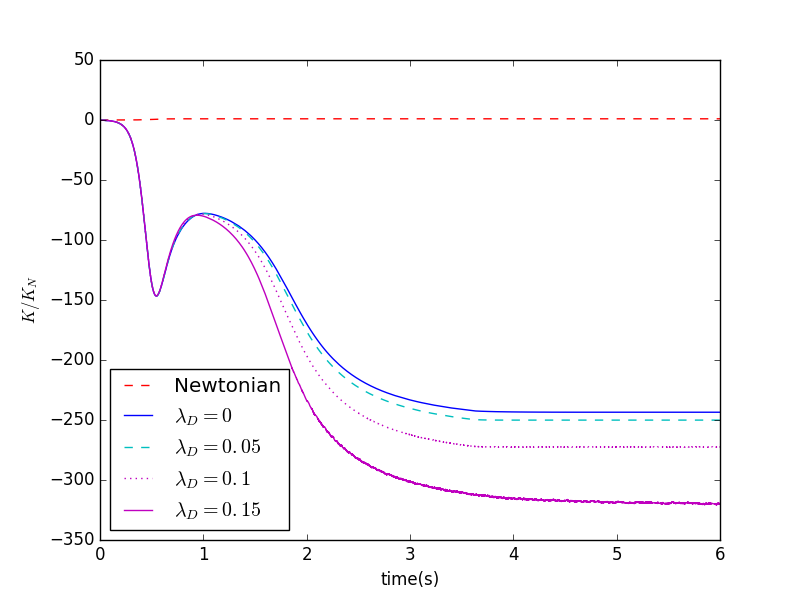 50
0
−50
−100
−150
−200
−250
−300
−350
K/K_N
Newtonian
λ_D = 0
λ_D = 0.05
λ_D = 0.1
λ_D = 0.15
0 1 2 3 4 5 6
time(s)